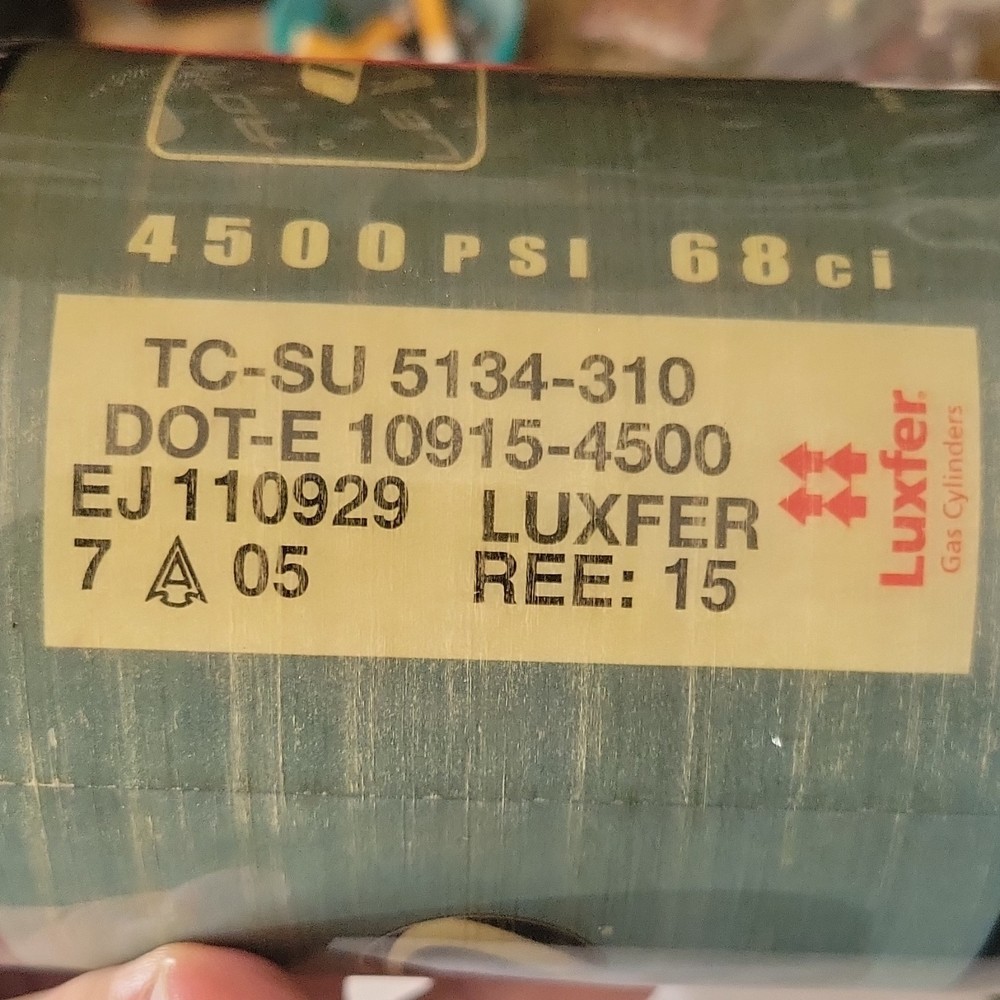 4500 PSI 68 ci
TC-SU 5134-310
DOT-E 10915-4500
EJ 110929 LUXFER
7 A 05 REE: 15
Luxfer
Gas Cylinders